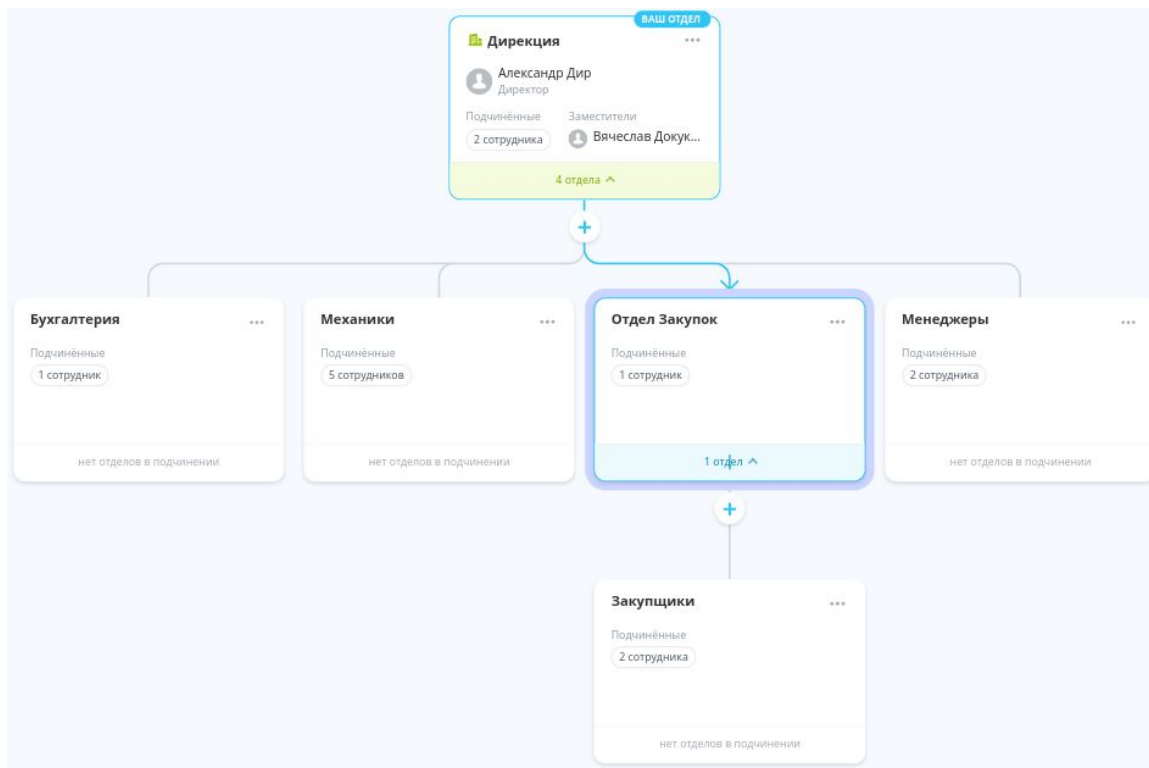 ВАШ ОТДЕЛ
Дирекция
Александр Дир
Директор
Подчинённые Заместители
2 сотрудника Вячеслав Докук...
4 отдела
Бухгалтерия
Подчинённые
1 сотрудник
нет отделов в подчинении
Механики
Подчинённые
5 сотрудников
нет отделов в подчинении
Отдел Закупок
Подчинённые
1 сотрудник
1 отдел
Менеджеры
Подчинённые
2 сотрудника
нет отделов в подчинении
Закупщики
Подчинённые
2 сотрудника
нет отделов в подчинении